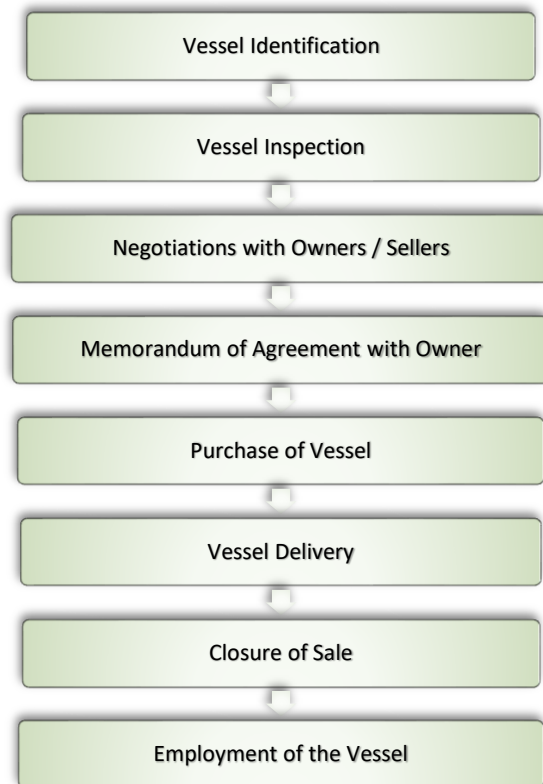 Vessel Identification
Vessel Inspection
Negotiations with Owners / Sellers
Memorandum of Agreement with Owner
Purchase of Vessel
Vessel Delivery
Closure of Sale
Employment of the Vessel